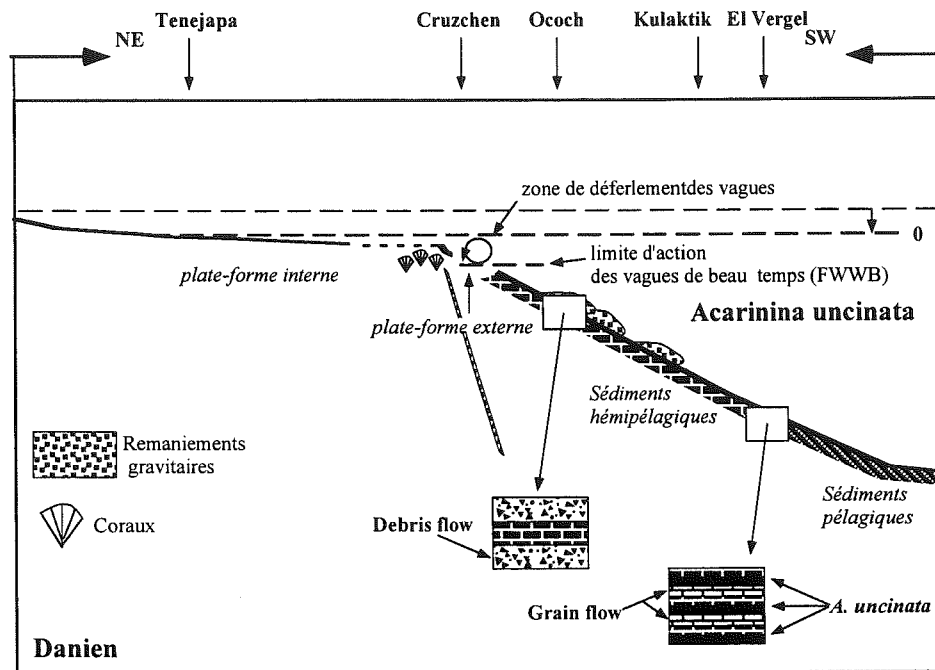 Tenejapa
Cruzchen
Ococh
Kulaktik
El Vergel
NE
SW
zone de déferlementdes vagues
0
limite d'action
des vagues de beau temps (FWWB)
plate-forme interne
plate-forme externe
Acarinina uncinata
Sédiments
hémipélagiques
Remaniements
gravitaires
Coraux
Sédiments
pélagiques
Debris flow
Grain flow
A. uncinata
Danien